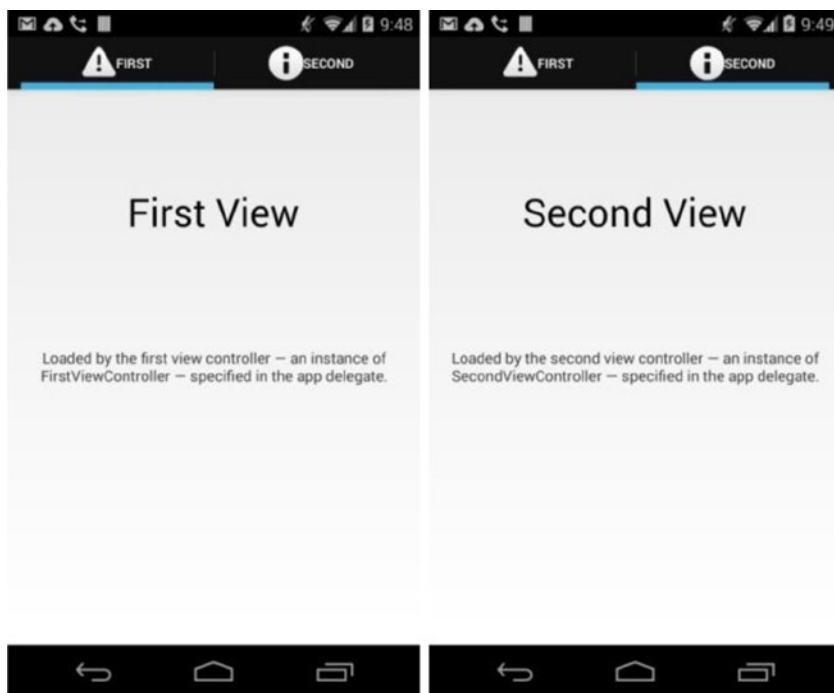 9:48
FIRST
SECOND
First View
Loaded by the first view controller — an instance of
FirstViewController — specified in the app delegate.
9:49
FIRST
SECOND
Second View
Loaded by the second view controller — an instance of
SecondViewController — specified in the app delegate.